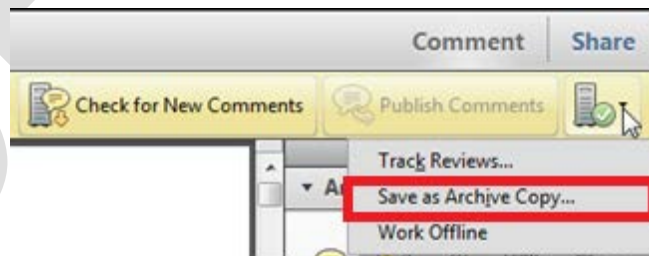 Comment Share
Check for New Comments Publish Comments
Track Reviews...
Save as Archive Copy...
Work Offline